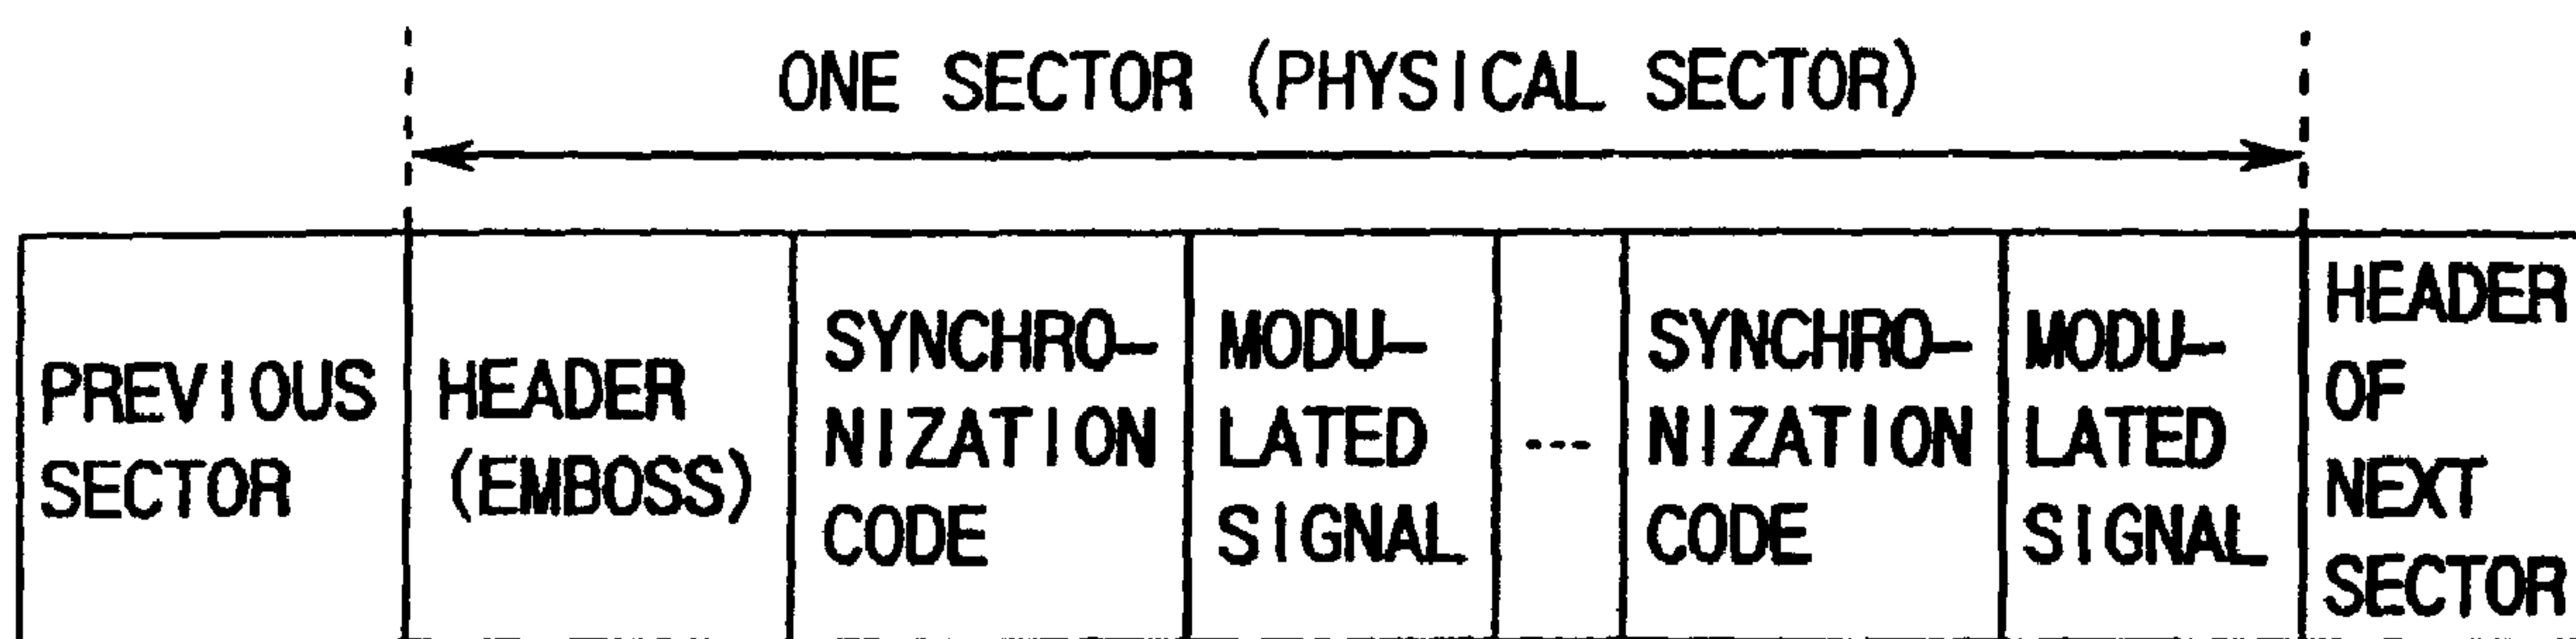 ONE SECTOR (PHYSICAL SECTOR)
PREVIOUS
SECTOR
HEADER
(EMBOSS)
SYNCHRO-
NIZATION
CODE
MODU-
LATED
SIGNAL
---
SYNCHRO-
NIZATION
CODE
MODU-
LATED
SIGNAL
HEADER
OF
NEXT
SECTOR